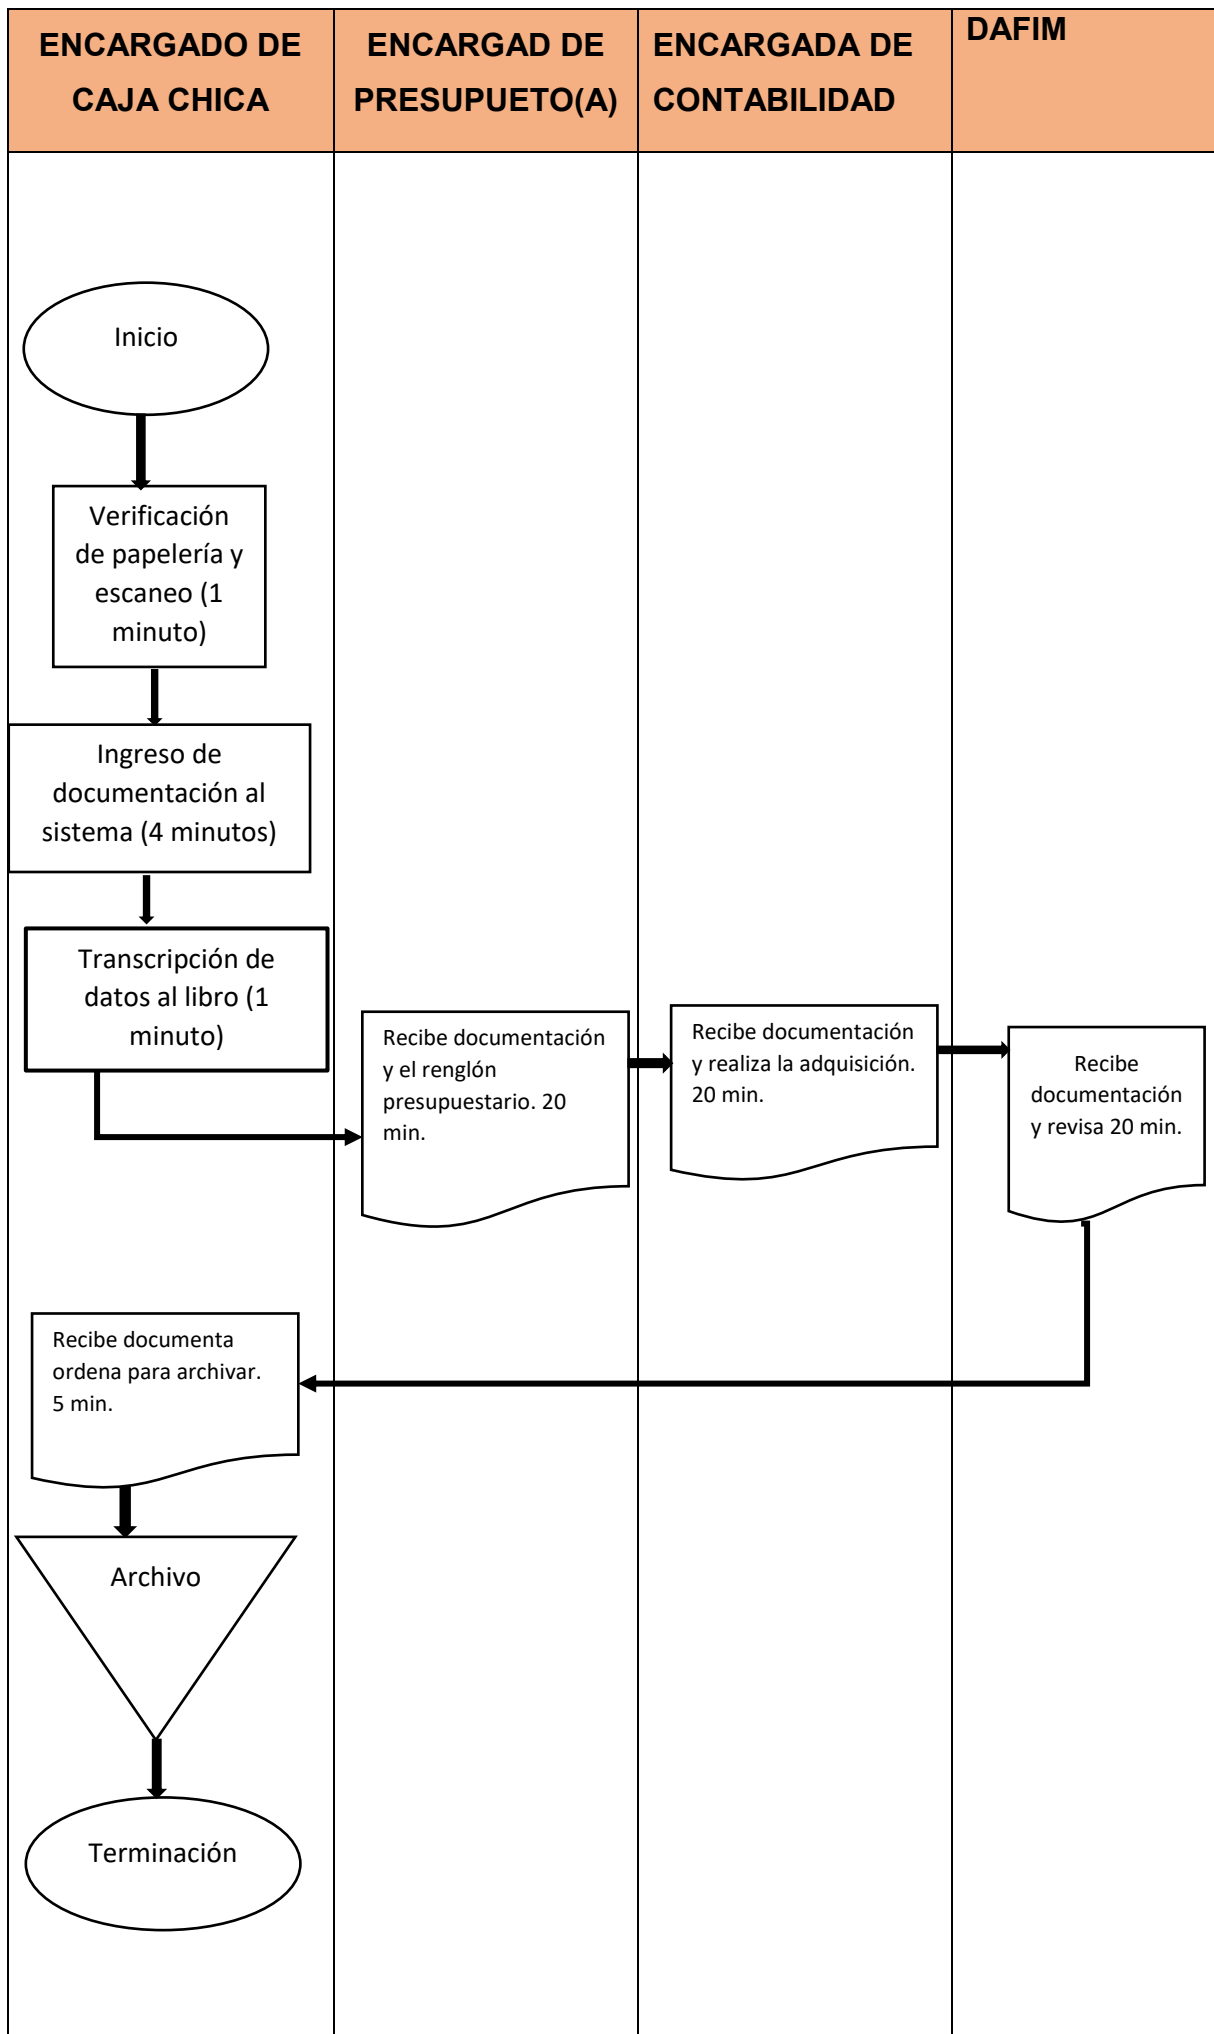 ENCARGADO DE
CAJA CHICA
ENCARGAD DE
PRESUPUETO(A)
ENCARGADA DE
CONTABILIDAD
DAFIM
Inicio
Verificación
de papelería y
escaneo (1
minuto)
Ingreso de
documentación al
sistema (4 minutos)
Transcripción de
datos al libro (1
minuto)
Recibe documentación
y el renglón
presupuestario. 20
min.
Recibe documentación
y realiza la adquisición.
20 min.
Recibe
documentación
y revisa 20 min.
Recibe documenta
ordena para archivar.
5 min.
Archivo
Terminación